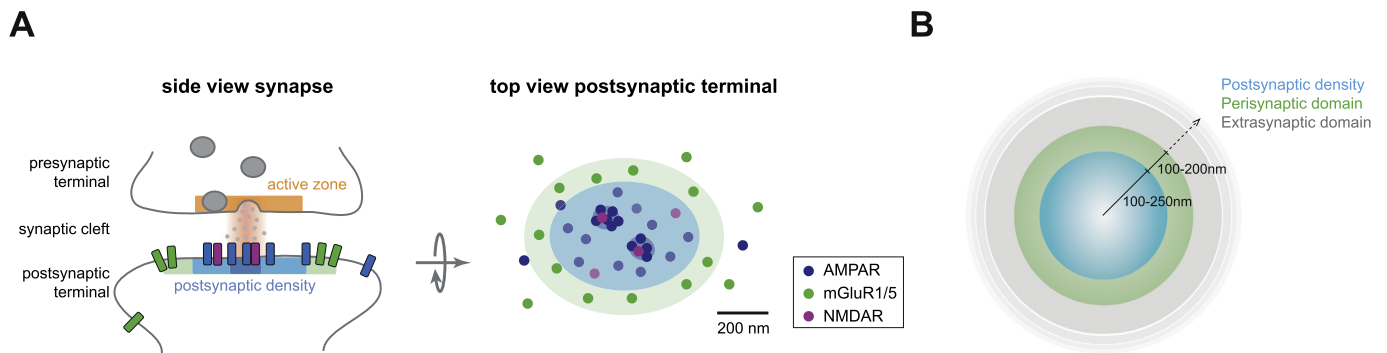 A
side view synapse
presynaptic
terminal
active zone
synaptic cleft
postsynaptic
terminal
postsynaptic density
top view postsynaptic terminal
AMPAR
mGluR1/5
NMDAR
200 nm
B
Postsynaptic density
Perisynaptic domain
Extrasynaptic domain
100-200nm
100-250nm